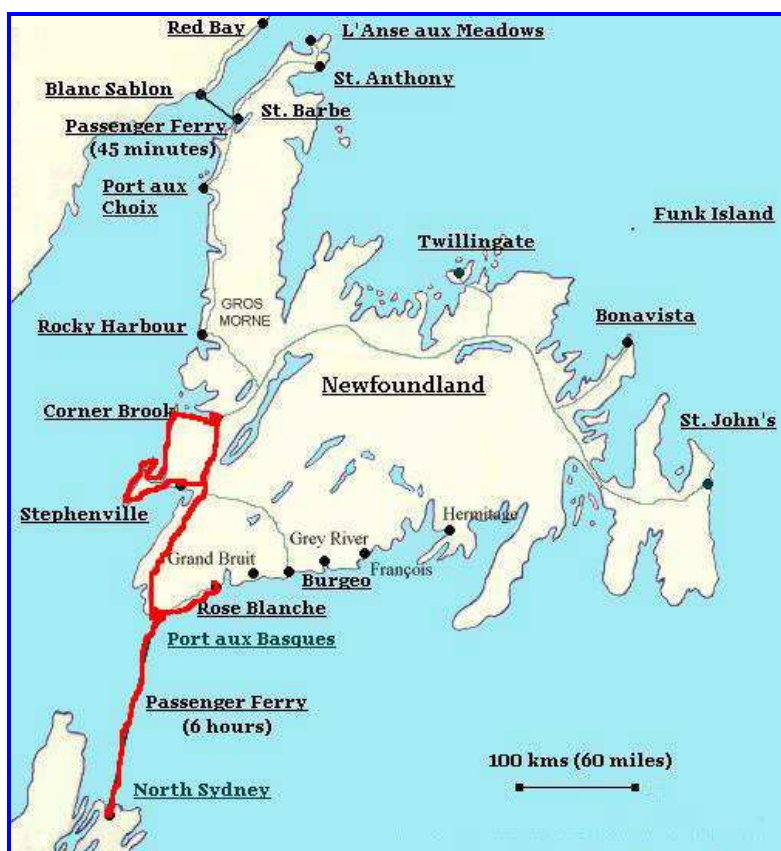 Red Bay
L'Anse aux Meadows
St. Anthony
Blanc Sablon
St. Barbe
Passenger Ferry
(45 minutes)
Port aux
Choix
Funk Island
Twillingate
GROS
MORNE
Rocky Harbour
Bonavista
Newfoundland
Corner Brook
St. John's
Stephenville
Hermitage
Grey River
Grand Bruit
François
Burgeo
Rose Blanche
Port aux Basques
Passenger Ferry
(6 hours)
100 kms (60 miles)
North Sydney